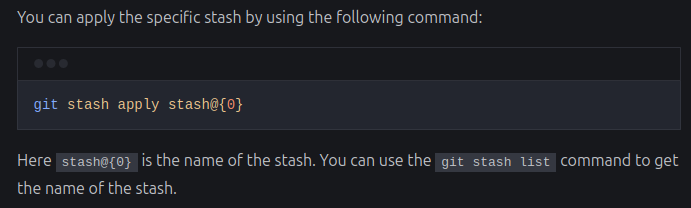 You can apply the specific stash by using the following command:
git stash apply stash@{0}
Here stash@{0} is the name of the stash. You can use the git stash list command to get
the name of the stash.